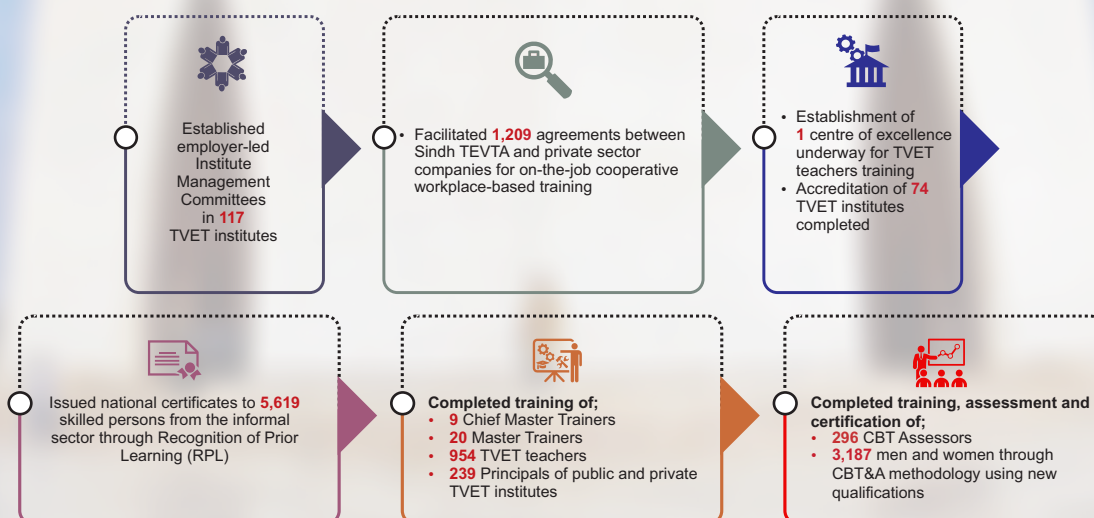 Established
employer-led
Institute
Management
Committees
in 117
TVET institutes
• Facilitated 1,209 agreements between
Sindh TEVTA and private sector
companies for on-the-job cooperative
workplace-based training
• Establishment of
1 centre of excellence
underway for TVET
teachers training
• Accreditation of 74
TVET institutes
completed
Issued national certificates to 5,619
skilled persons from the informal
sector through Recognition of Prior
Learning (RPL)
Completed training of;
• 9 Chief Master Trainers
• 20 Master Trainers
• 954 TVET teachers
• 239 Principals of public and private
TVET institutes
Completed training, assessment and
certification of;
• 296 CBT Assessors
• 3,187 men and women through
CBT&A methodology using new
qualifications